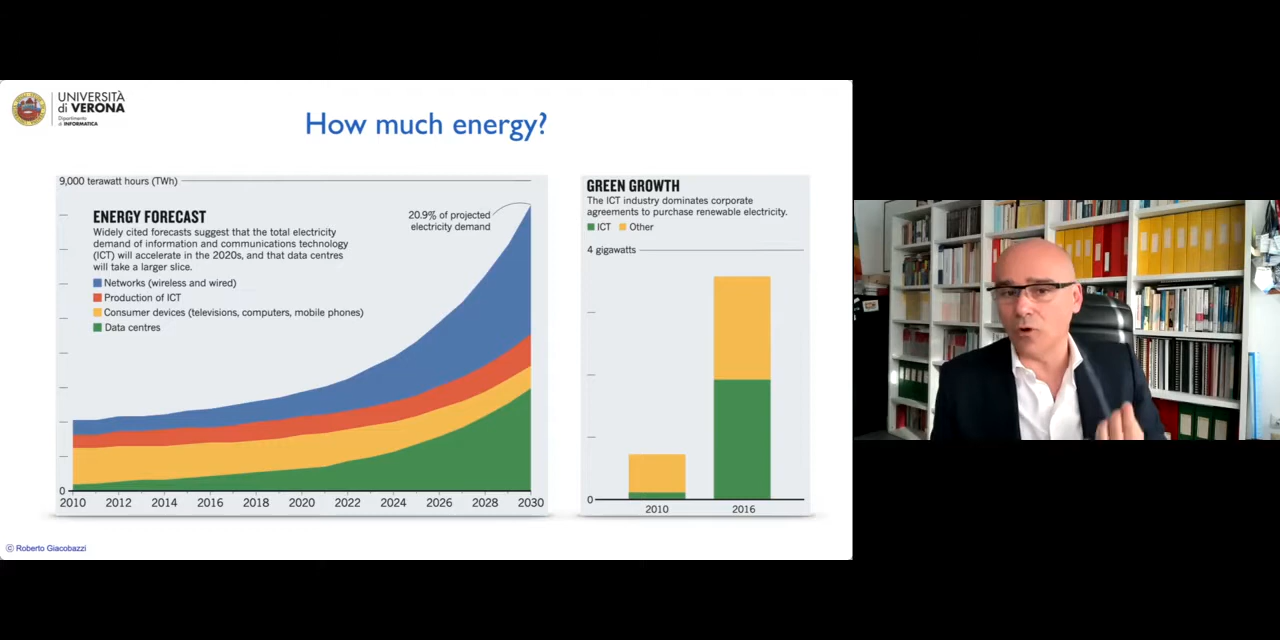 UNIVERSITÀ
di VERONA
Dipartimento
di INFORMATICA
How much energy?
9,000 terawatt hours (TWh)
ENERGY FORECAST
Widely cited forecasts suggest that the total electricity
demand of information and communications technology
(ICT) will accelerate in the 2020s, and that data centres
will take a larger slice.
Networks (wireless and wired)
Production of ICT
Consumer devices (televisions, computers, mobile phones)
Data centres
20.9% of projected
electricity demand
0
2010 2012 2014 2016 2018 2020 2022 2024 2026 2028 2030
GREEN GROWTH
The ICT industry dominates corporate
agreements to purchase renewable electricity.
ICT Other
4 gigawatts
0
2010 2016
© Roberto Giacobazzi